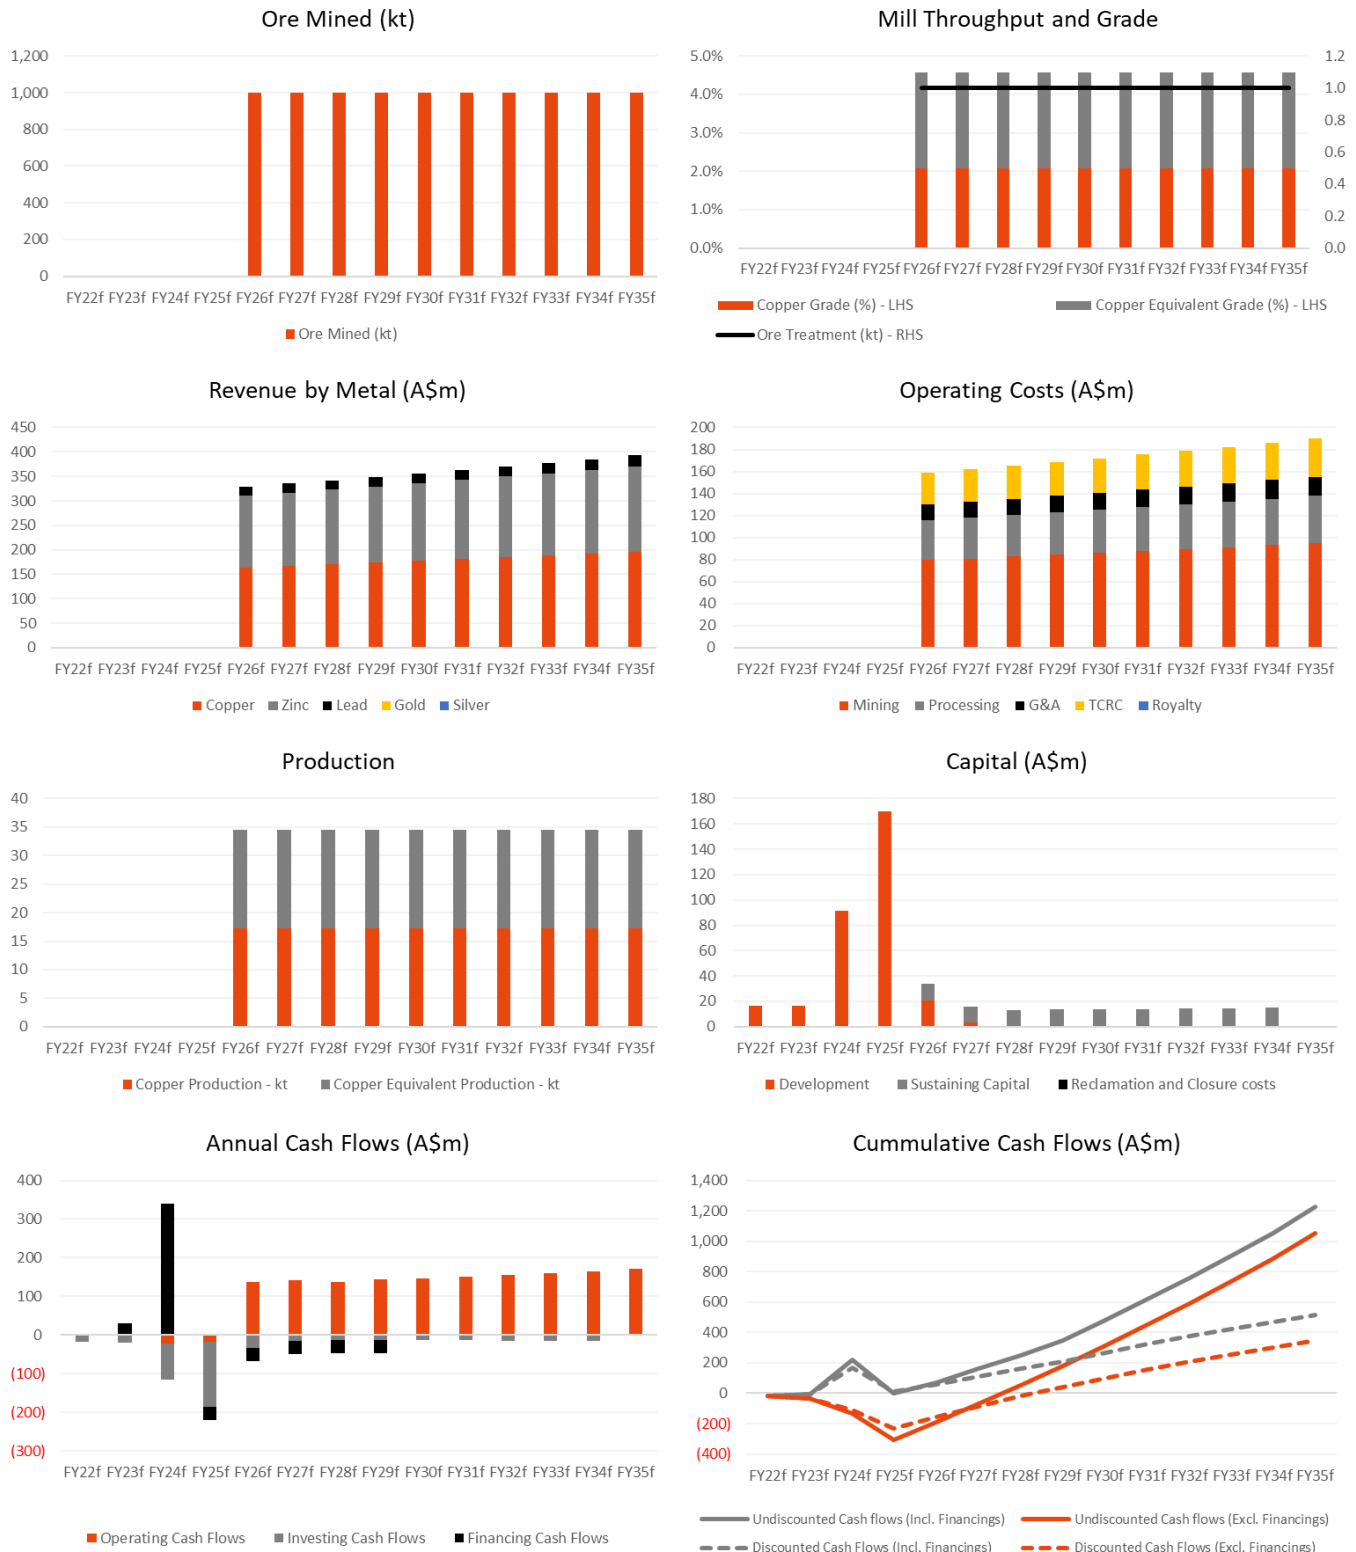 Ore Mined (kt)
1,200
1,000
800
600
400
200
0
FY22f FY23f FY24f FY25f FY26f FY27f FY28f FY29f FY30f FY31f FY32f FY33f FY34f FY35f
Ore Mined (kt)
Mill Throughput and Grade
5.0%
4.0%
3.0%
2.0%
1.0%
0.0%
1.2
1.0
0.8
0.6
0.4
0.2
0.0
FY22f FY23f FY24f FY25f FY26f FY27f FY28f FY29f FY30f FY31f FY32f FY33f FY34f FY35f
Copper Grade (%) - LHS
Copper Equivalent Grade (%) - LHS
Ore Treatment (kt) - RHS
Revenue by Metal (A$m)
450
400
350
300
250
200
150
100
50
0
FY22f FY23f FY24f FY25f FY26f FY27f FY28f FY29f FY30f FY31f FY32f FY33f FY34f FY35f
Copper Zinc Lead Gold Silver
Operating Costs (A$m)
200
180
160
140
120
100
80
60
40
20
0
FY22f FY23f FY24f FY25f FY26f FY27f FY28f FY29f FY30f FY31f FY32f FY33f FY34f FY35f
Mining Processing G&A TCRC Royalty
Production
40
35
30
25
20
15
10
5
0
FY22f FY23f FY24f FY25f FY26f FY27f FY28f FY29f FY30f FY31f FY32f FY33f FY34f FY35f
Copper Production - kt Copper Equivalent Production - kt
Capital (A$m)
180
160
140
120
100
80
60
40
20
0
FY22f FY23f FY24f FY25f FY26f FY27f FY28f FY29f FY30f FY31f FY32f FY33f FY34f FY35f
Development Sustaining Capital Reclamation and Closure costs
Annual Cash Flows (A$m)
400
300
200
100
0
(100)
(200)
(300)
FY22f FY23f FY24f FY25f FY26f FY27f FY28f FY29f FY30f FY31f FY32f FY33f FY34f FY35f
Operating Cash Flows Investing Cash Flows Financing Cash Flows
Cummulative Cash Flows (A$m)
1,400
1,200
1,000
800
600
400
200
0
(200)
(400)
FY22f FY23f FY24f FY25f FY26f FY27f FY28f FY29f FY30f FY31f FY32f FY33f FY34f FY35f
Undiscounted Cash flows (Incl. Financings)
Undiscounted Cash flows (Excl. Financings)
Discounted Cash Flows (Incl. Financings)
Discounted Cash Flows (Excl. Financings)